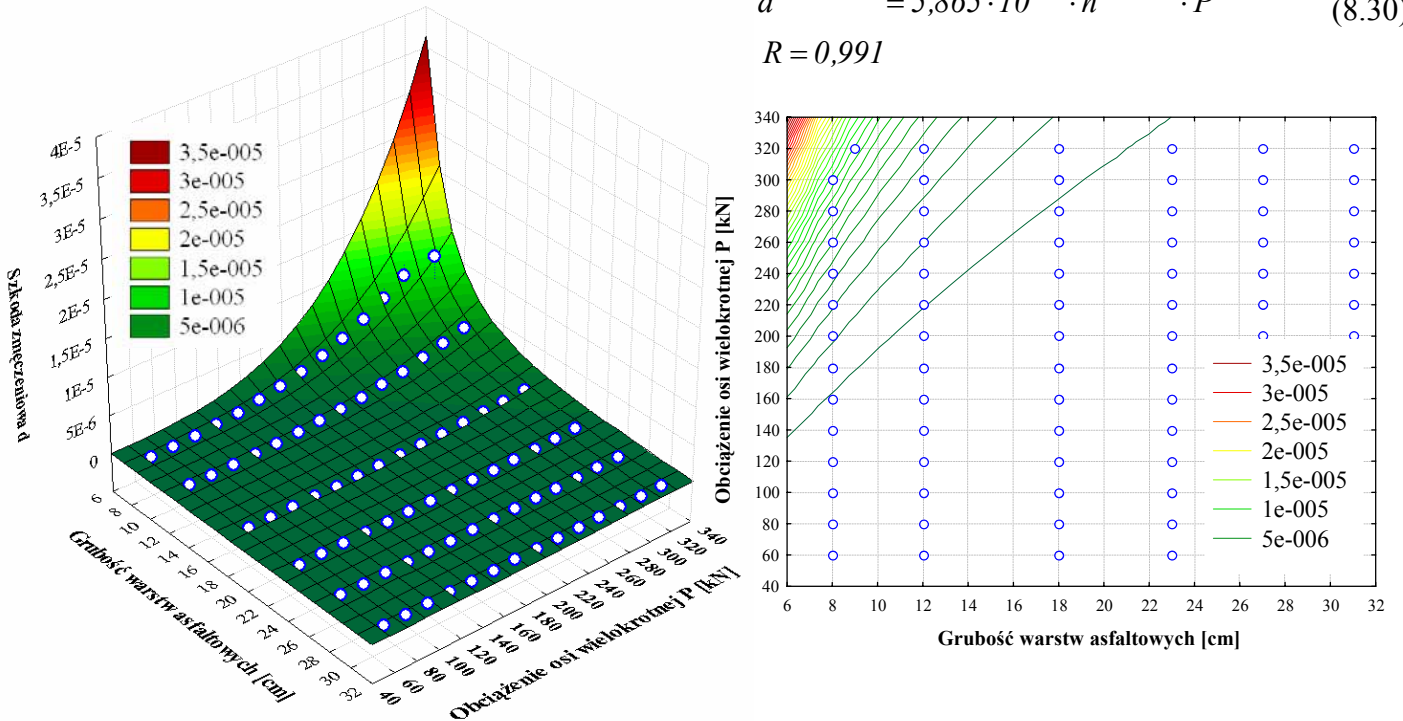 d = 5,865·10 ·h ·P (8.30)
R = 0,991
4E-5
3,5E-5
3E-5
2,5E-5
2E-5
1,5E-5
1E-5
5E-6
0
Szkoda zmęczeniowa d
3,5e-005
3e-005
2,5e-005
2e-005
1,5e-005
1e-005
5e-006
6
8
10
12
14
16
18
20
22
24
26
28
30
32
Grubość warstw asfaltowych [cm]
40
60
80
100
120
140
160
180
200
220
240
260
280
300
320
340
Obciążenie osi wielokrotnej P [kN]
340
320
300
280
260
240
220
200
180
160
140
120
100
80
60
40
Obciążenie osi wielokrotnej P [kN]
3,5e-005
3e-005
2,5e-005
2e-005
1,5e-005
1e-005
5e-006
6 8 10 12 14 16 18 20 22 24 26 28 30 32
Grubość warstw asfaltowych [cm]